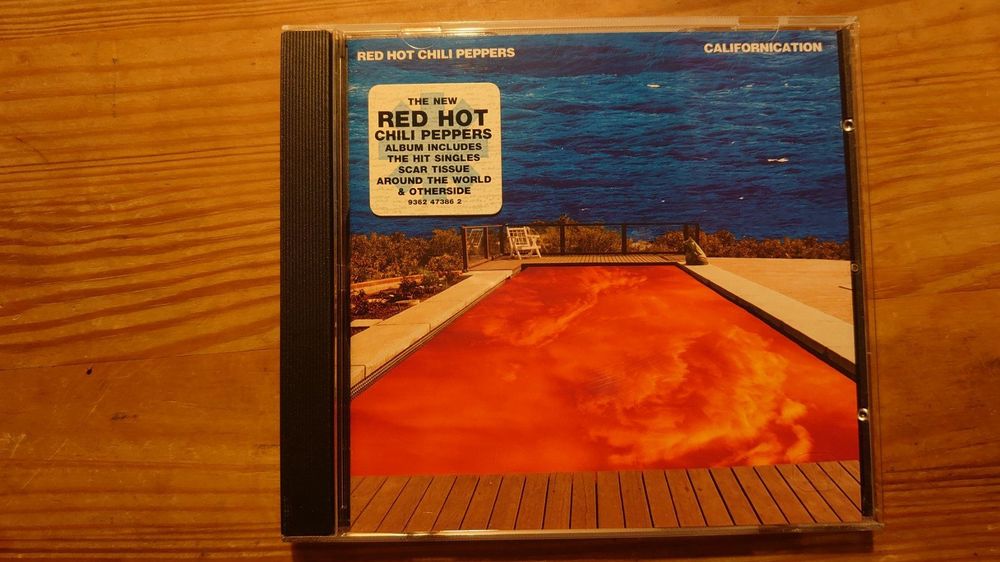 RED HOT CHILI PEPPERS
CALIFORNICATION
THE NEW
RED HOT
CHILI PEPPERS
ALBUM INCLUDES
THE HIT SINGLES
SCAR TISSUE
AROUND THE WORLD
& OTHERSIDE
9362 47386 2